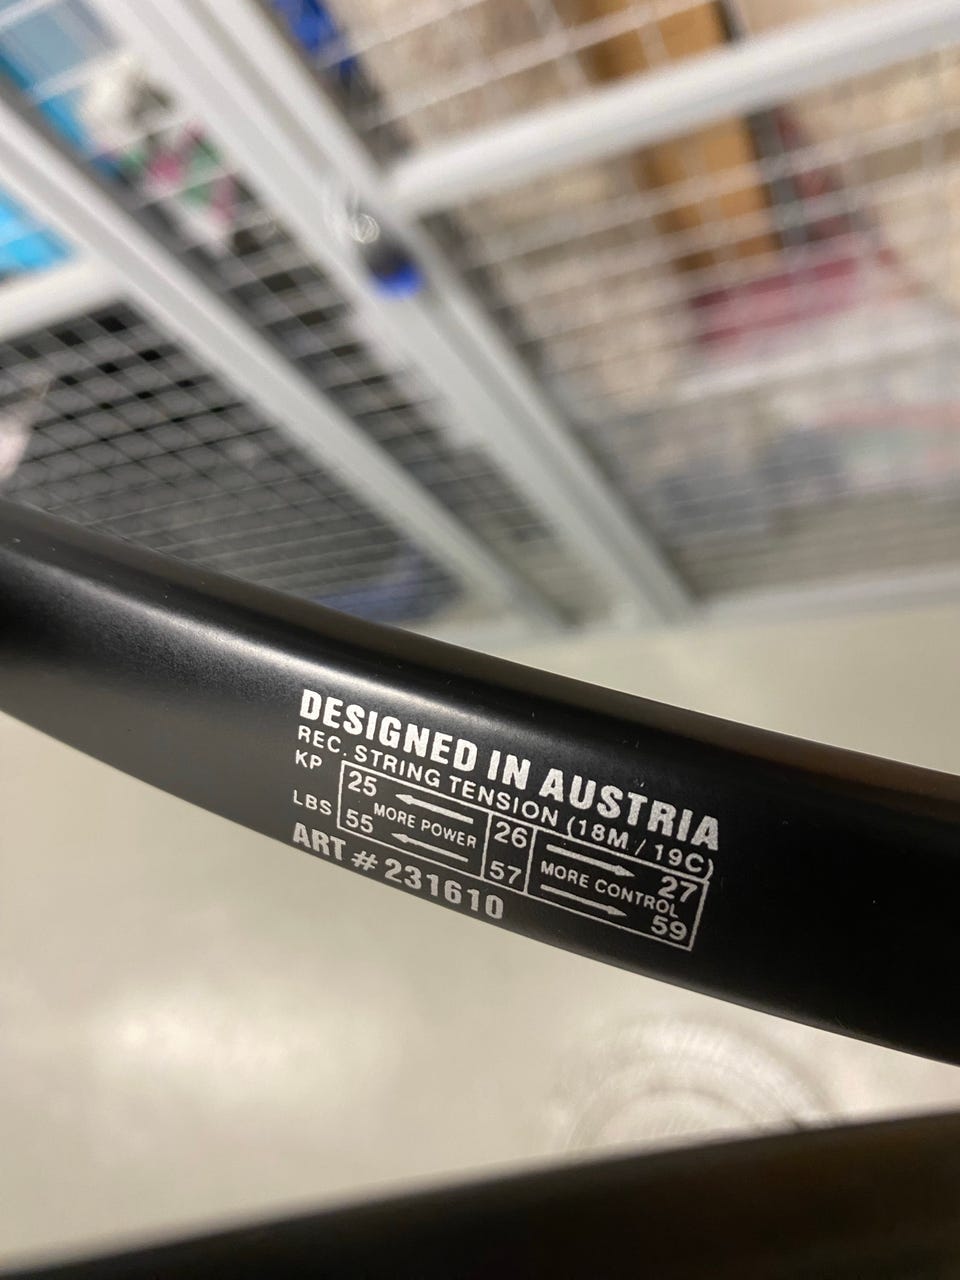 DESIGNED IN AUSTRIA
REC. STRING TENSION (18M / 19C)
KP 25 26 27
MORE POWER MORE CONTROL
LBS 55 57 59
ART # 231610